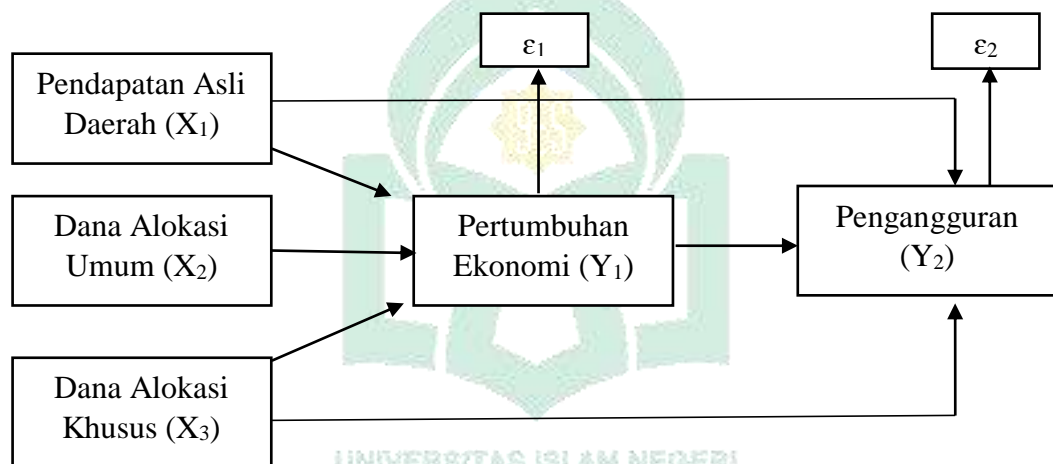 ε1
ε2
Pendapatan Asli
Daerah (X1)
Dana Alokasi
Umum (X2)
Pertumbuhan
Ekonomi (Y1)
Pengangguran
(Y2)
Dana Alokasi
Khusus (X3)
UNIVERSITAS ISLAM NEGERI